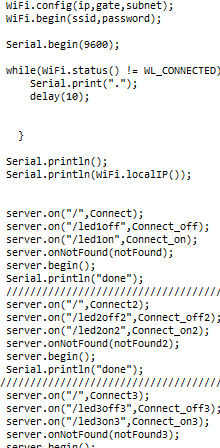 WiFi.config(ip,gate,subnet);
WiFi.begin(ssid,password);
Serial.begin(9600);
while(WiFi.status() != WL_CONNECTED)
Serial.print(".");
delay(10);
}
Serial.println();
Serial.println(WiFi.localIP());
server.on("/",Connect);
server.on("/led1off",Connect_off);
server.on("/led1on",Connect_on);
server.onNotFound(notFound);
server.begin();
Serial.println("done");
////////////////////////////////////
server.on("/",Connect2);
server.on("/led2off2",Connect_off2);
server.on("/led2on2",Connect_on2);
server.onNotFound(notFound2);
server.begin();
Serial.println("done");
/////////////////////////////////////
server.on("/",Connect3);
server.on("/led3off3",Connect_off3);
server.on("/led3on3",Connect_on3);
server.onNotFound(notFound3);
server.begin();